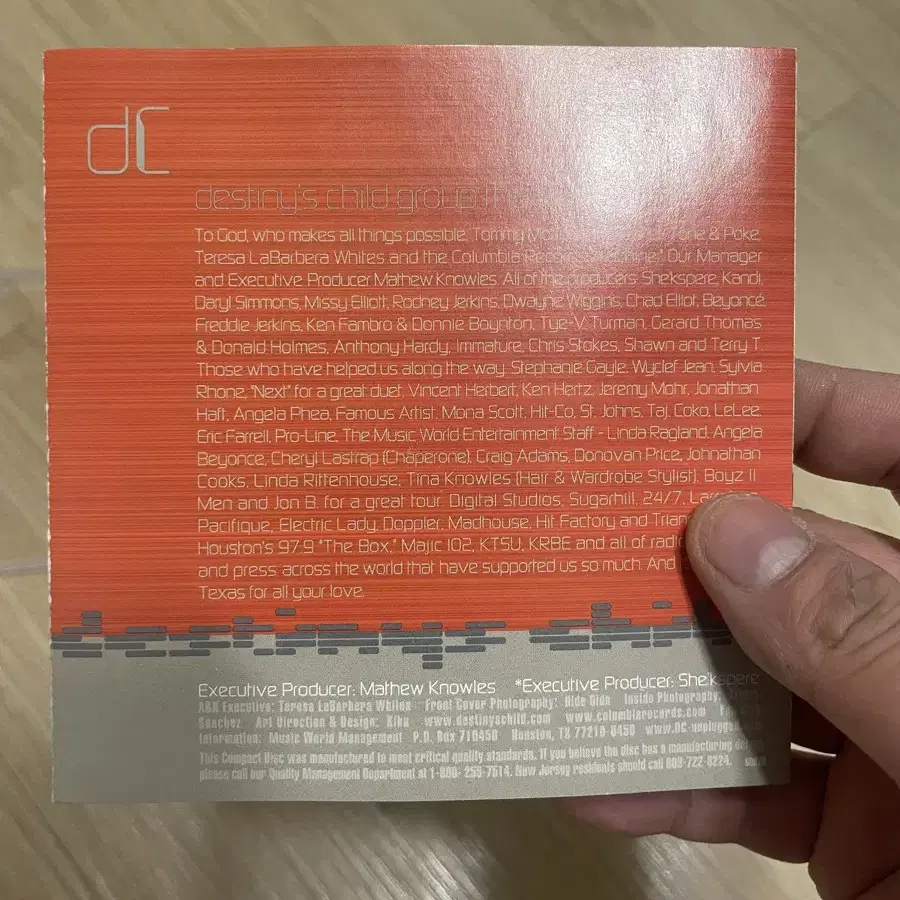 dc
destiny's child group
To God, who makes all things possible. Tommy & Poke.
Teresa LaBarbera Whites and the Columbia Records "Machine." Our Manager
and Executive Producer Mathew Knowles. All of the producers: She'kspere, Kandi,
Daryl Simmons, Missy Elliott, Rodney Jerkins, Dwayne Wiggins, Chad Elliot, Beyoncé,
Freddie Jerkins, Ken Fambro & Donnie Boynton, Tye-V. Turman, Gerard Thomas
& Donald Holmes, Anthony Hardy, Immature, Chris Stokes, Shawn and Terry T.
Those who have helped us along the way. Stephanie Gayle, Wyclef Jean, Sylvia
Rhone, "Next" for a great duet. Vincent Herbert, Ken Hertz, Jeremy Mohr, Jonathan
Haft, Angela Phea, Famous Artist, Mona Scott, Hit-Co, St. Johns, Taj, Coko, LeLee,
Eric Farrell, Pro-Line, The Music World Entertainment Staff - Linda Ragland, Angela
Beyonce, Cheryl Lastrap (Chaperone), Craig Adams, Donovan Price, Johnathan
Cooks, Linda Rittenhouse, Tina Knowles (Hair & Wardrobe Stylist). Boyz II
Men and Jon B. for a great tour. Digital Studios, Sugarhill, 24/7,
Pacifique, Electric Lady, Doppler, Madhouse, Hit Factory and
Houston's 97.9 "The Box," Majic 102, KTSU, KRBE and all of
and press across the world that have supported us so much. And
Texas for all your love.
Executive Producer: Mathew Knowles *Executive Producer: She'kspere
A&R Executive: Teresa LaBarbera Whites Front Cover Photography: Inside Photography:
Sanchez Art Direction & Design: Kiku www.destinyschild.com www.columbiarecords.com
Information: Music World Management P.O. Box 710450 Houston, TX 77218-0450
This Compact Disc was manufactured to meet critical quality standards. If you believe the disc has a manufacturing
please call our Quality Management Department at 1-800-255-7514. New Jersey residents should call 609-722-8224.